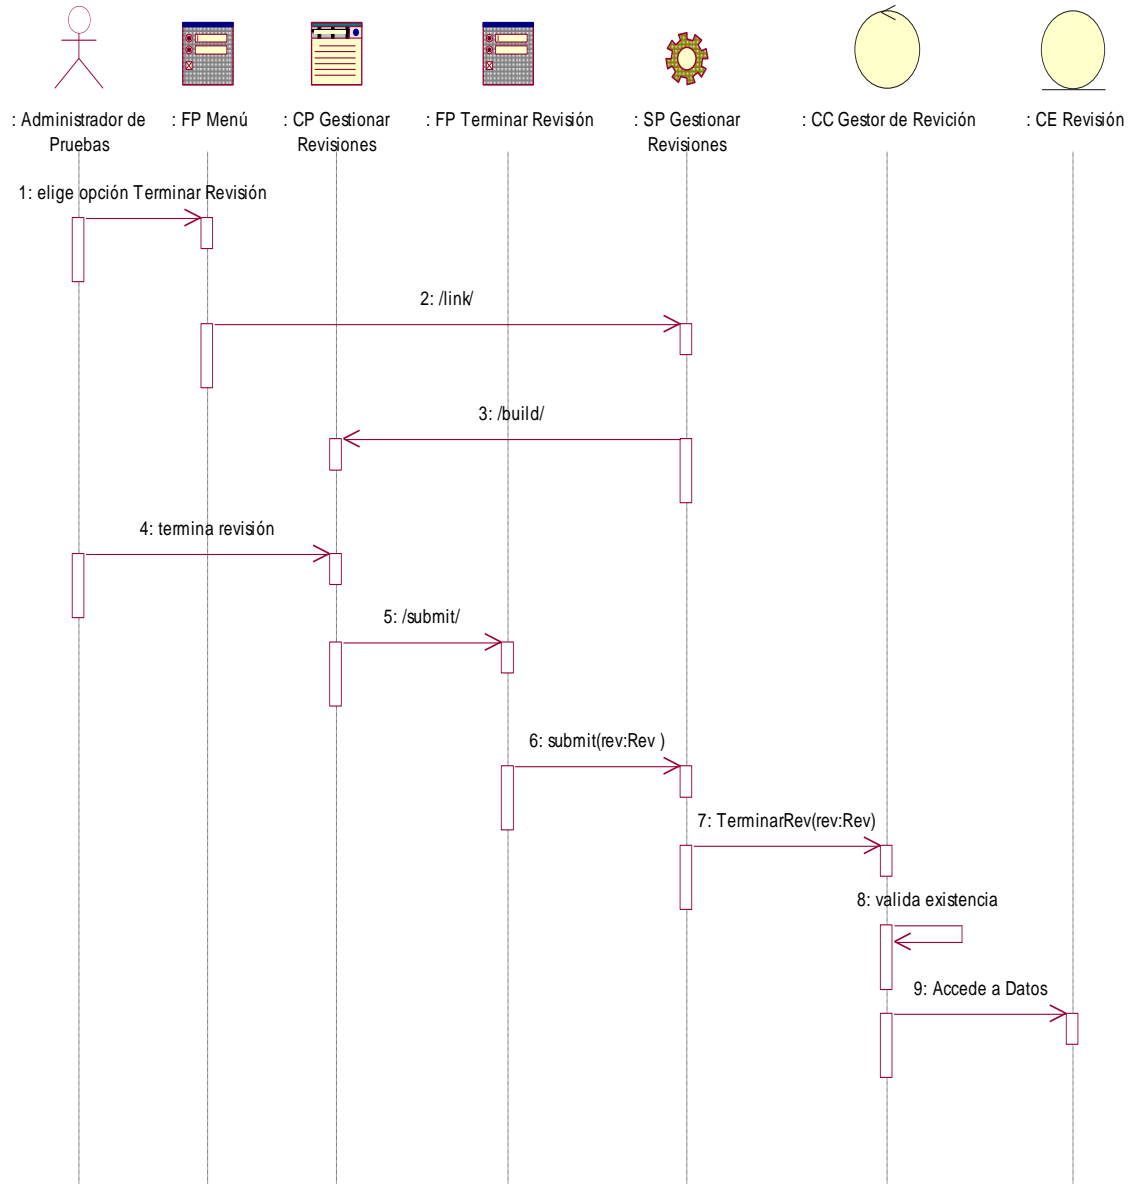 : Administrador de
Pruebas
: FP Menú
: CP Gestionar
Revisiones
: FP Terminar Revisión
: SP Gestionar
Revisiones
: CC Gestor de Revición
: CE Revisión
1: elige opción Terminar Revisión
2: /link/
3: /build/
4: termina revisión
5: /submit/
6: submit(rev:Rev )
7: TerminarRev(rev:Rev)
8: valida existencia
9: Accede a Datos